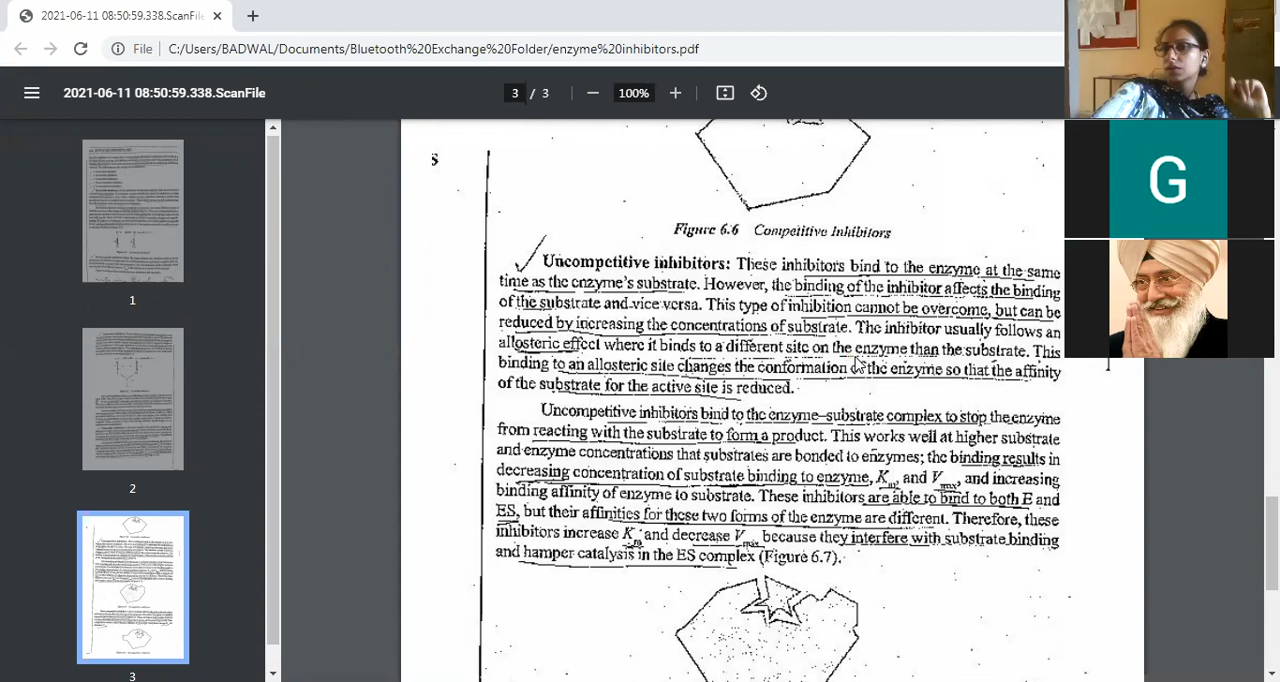 2021-06-11 08:50:59.338.ScanFil
File
C:/Users/BADWAL/Documents/Bluetooth%20Exchange%20Folder/enzyme%20inhibitors.pdf
2021-06-11 08:50:59.338.ScanFile
3 / 3
100%
1
2
3
s
Figure 6.6 Competitive Inhibitors
Uncompetitive inhibitors: These inhibitors bind to the enzyme at the same
time as the enzyme's substrate. However, the binding of the inhibitor affects the binding
of the substrate and vice versa. This type of inhibition cannot be overcome, but can be
reduced by increasing the concentrations of substrate. The inhibitor usually follows an
allosteric effect where it binds to a different site on the enzyme than the substrate. This
binding to an allosteric site changes the conformation of the enzyme so that the affinity
of the substrate for the active site is reduced.
Uncompetitive inhibitors bind to the enzyme-substrate complex to stop the enzyme
from reacting with the substrate to form a product. This works well at higher substrate
and enzyme concentrations that substrates are bonded to enzymes; the binding results in
decreasing concentration of substrate binding to enzyme, Km, and Vmax, and increasing
binding affinity of enzyme to substrate. These inhibitors are able to bind to both E and
ES, but their affinities for these two forms of the enzyme are different. Therefore, these
inhibitors increase Km and decrease Vmax because they interfere with substrate binding
and hamper catalysis in the ES complex (Figure 6.7).
G